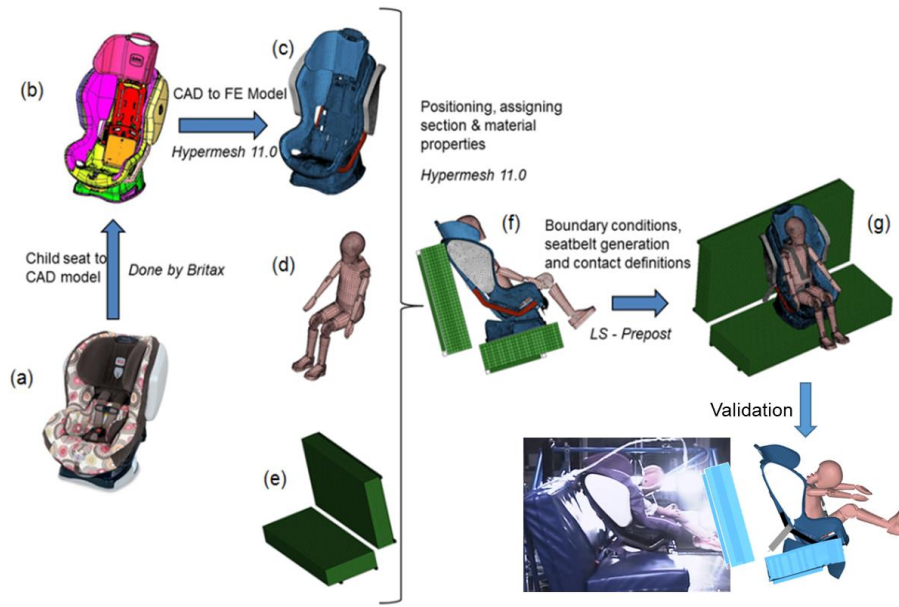 (a)
Child seat to
CAD model
Done by Britax
(b)
CAD to FE Model
Hypermesh 11.0
(c)
(d)
(e)
Positioning, assigning
section & material
properties
Hypermesh 11.0
(f)
Boundary conditions,
seatbelt generation
and contact definitions
LS - Prepost
(g)
Validation